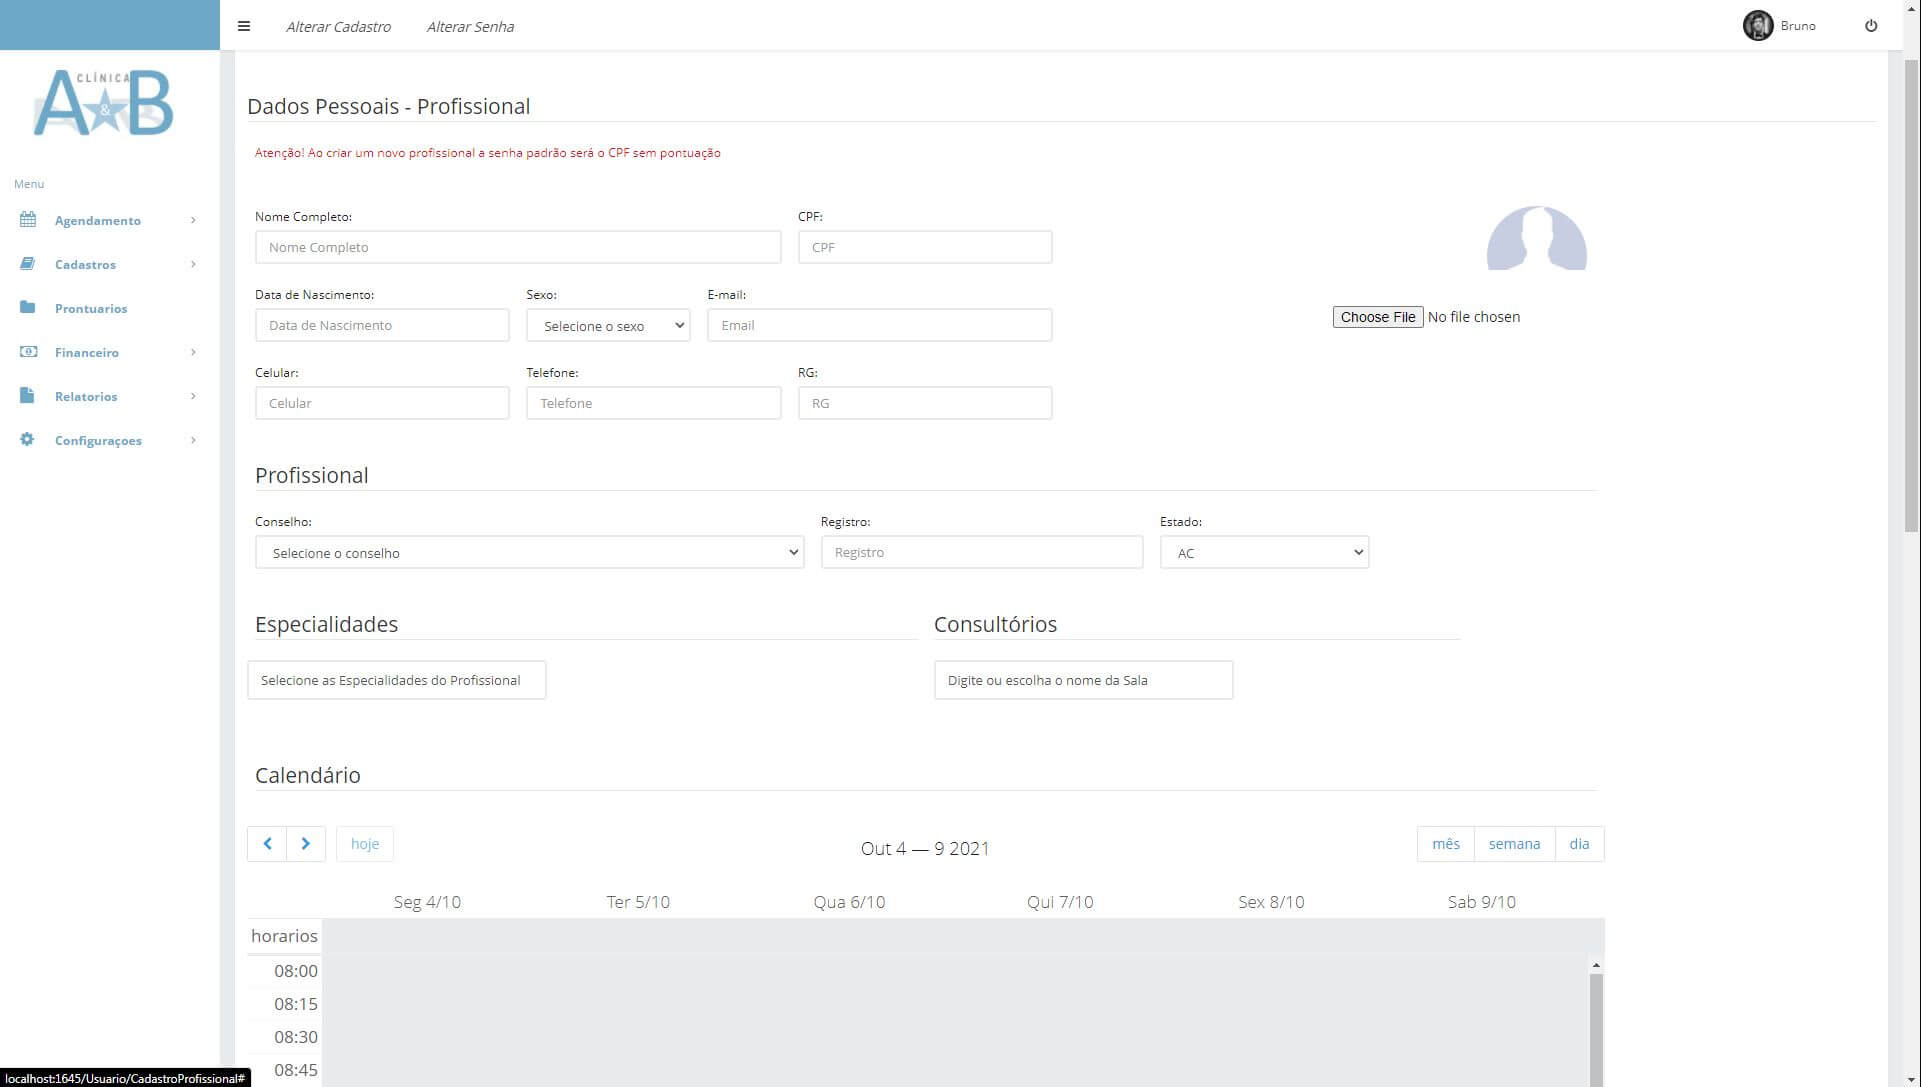 Alterar Cadastro Alterar Senha Bruno
CLÍNICA
A & B
Menu
Agendamento
Cadastros
Prontuarios
Financeiro
Relatorios
Configuraçoes
Dados Pessoais - Profissional
Atenção! Ao criar um novo profissional a senha padrão será o CPF sem pontuação
Nome Completo: CPF:
Nome Completo CPF
Data de Nascimento: Sexo: E-mail:
Data de Nascimento Selecione o sexo Email
Choose File No file chosen
Celular: Telefone: RG:
Celular Telefone RG
Profissional
Conselho: Registro: Estado:
Selecione o conselho Registro AC
Especialidades Consultórios
Selecione as Especialidades do Profissional Digite ou escolha o nome da Sala
Calendário
hoje Out 4 — 9 2021 mês semana dia
Seg 4/10 Ter 5/10 Qua 6/10 Qui 7/10 Sex 8/10 Sab 9/10
horarios
08:00
08:15
08:30
08:45
localhost:1645/Usuario/CadastroProfissional#